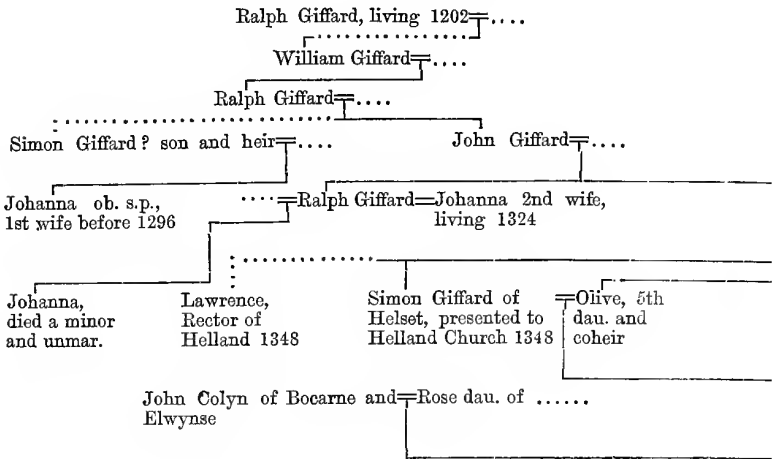 Ralph Giffard, living 1202=....
William Giffard=....
Ralph Giffard=....
Simon Giffard? son and heir=.... John Giffard=....
Johanna ob. s.p., ....=Ralph Giffard=Johanna 2nd wife,
1st wife before 1296 living 1324
Johanna, Lawrence, Simon Giffard of =Olive, 5th
died a minor Rector of Helset, presented to dau. and
and unmar. Helland 1348 Helland Church 1348 coheir
John Colyn of Bocarne and=Rose dau. of ......
Elwynse